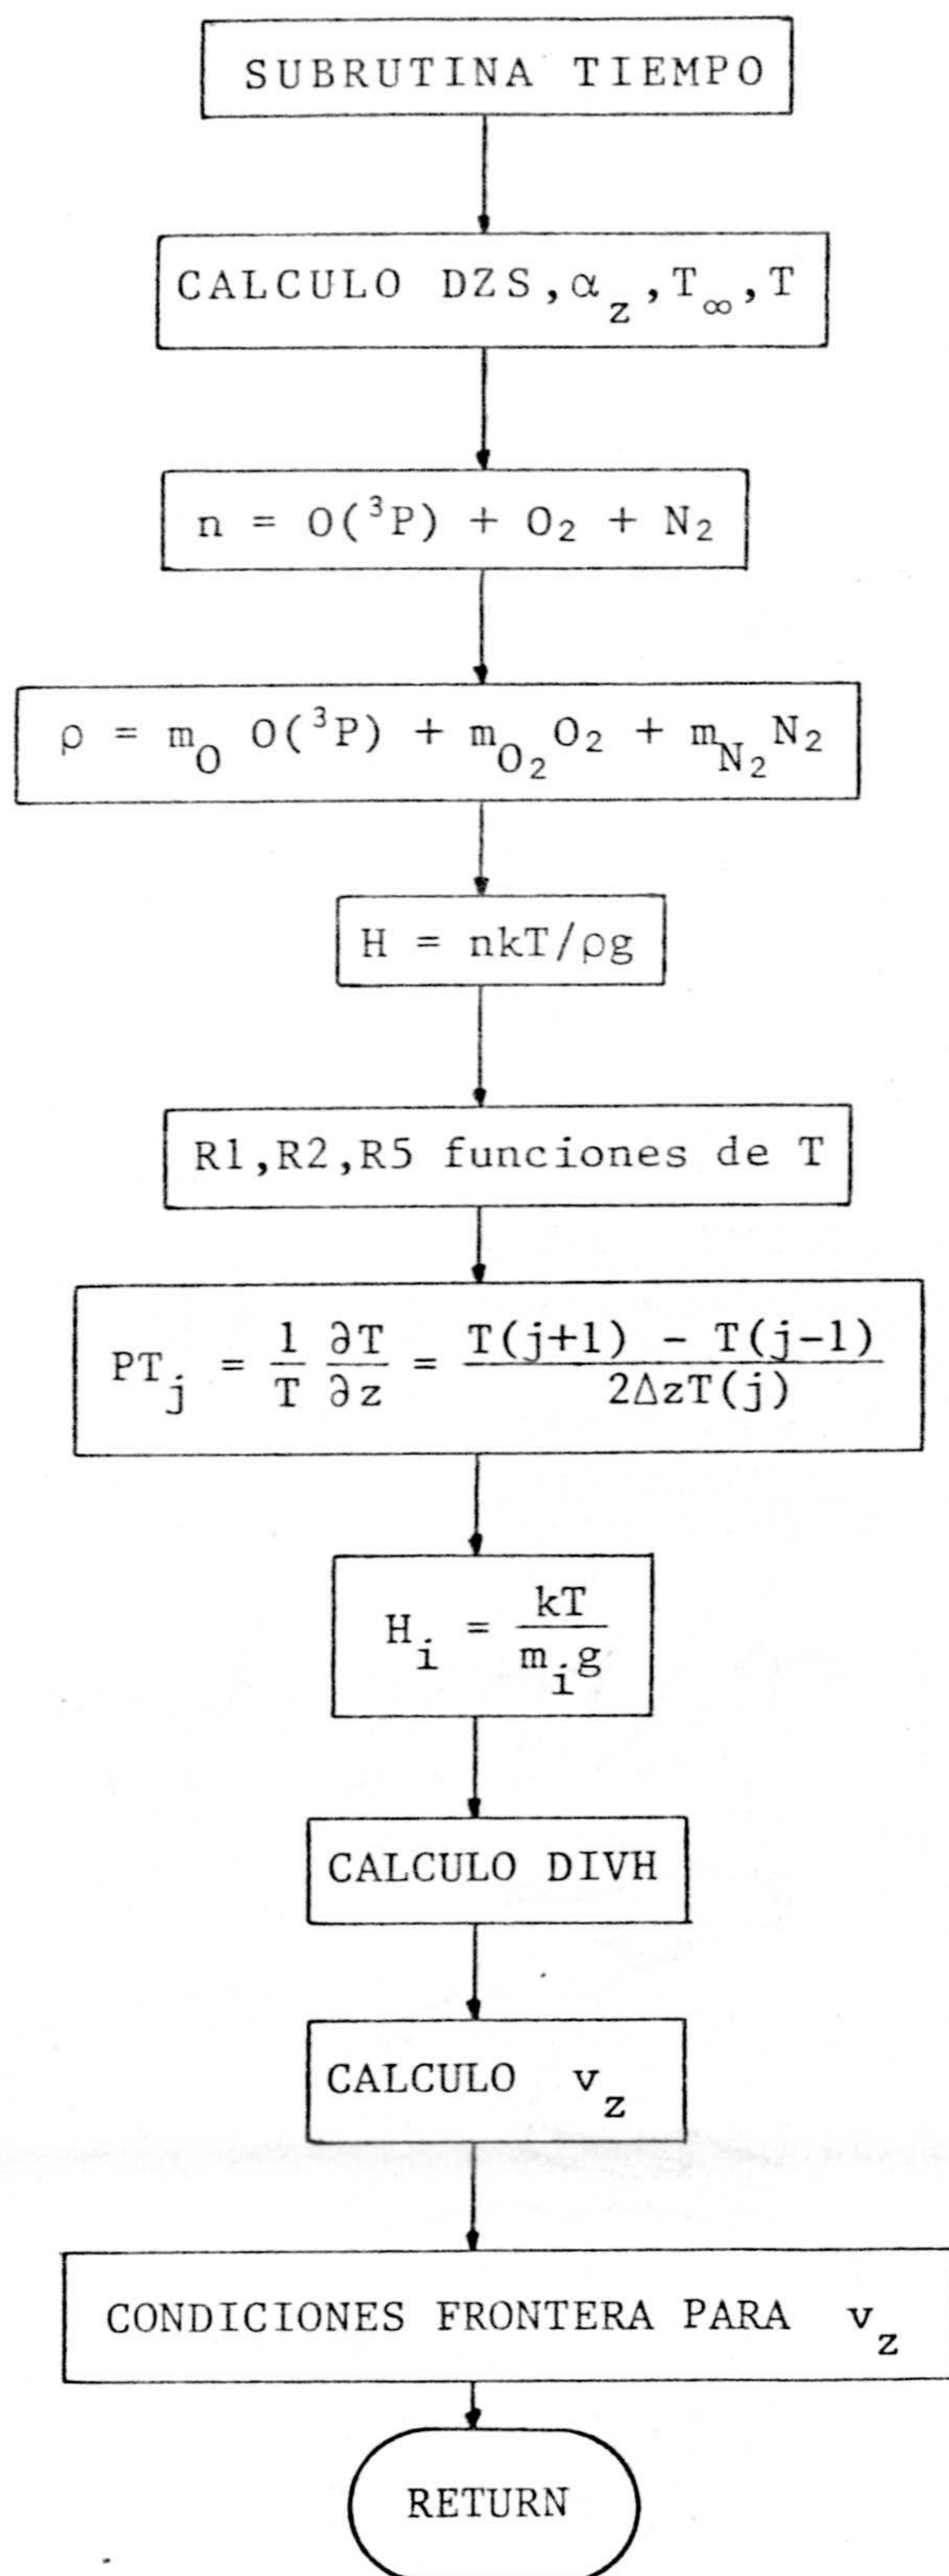 SUBRUTINA TIEMPO
CALCULO DZS, α_z, T_∞, T
n = O(³P) + O₂ + N₂
ρ = m_O O(³P) + m_O₂ O₂ + m_N₂ N₂
H = nkT/ρg
R1,R2,R5 funciones de T
PT_j = 1/T ∂T/∂z = T(j+1) - T(j-1) / 2ΔzT(j)
H_i = kT / m_i g
CALCULO DIVH
CALCULO v_z
CONDICIONES FRONTERA PARA v_z
RETURN